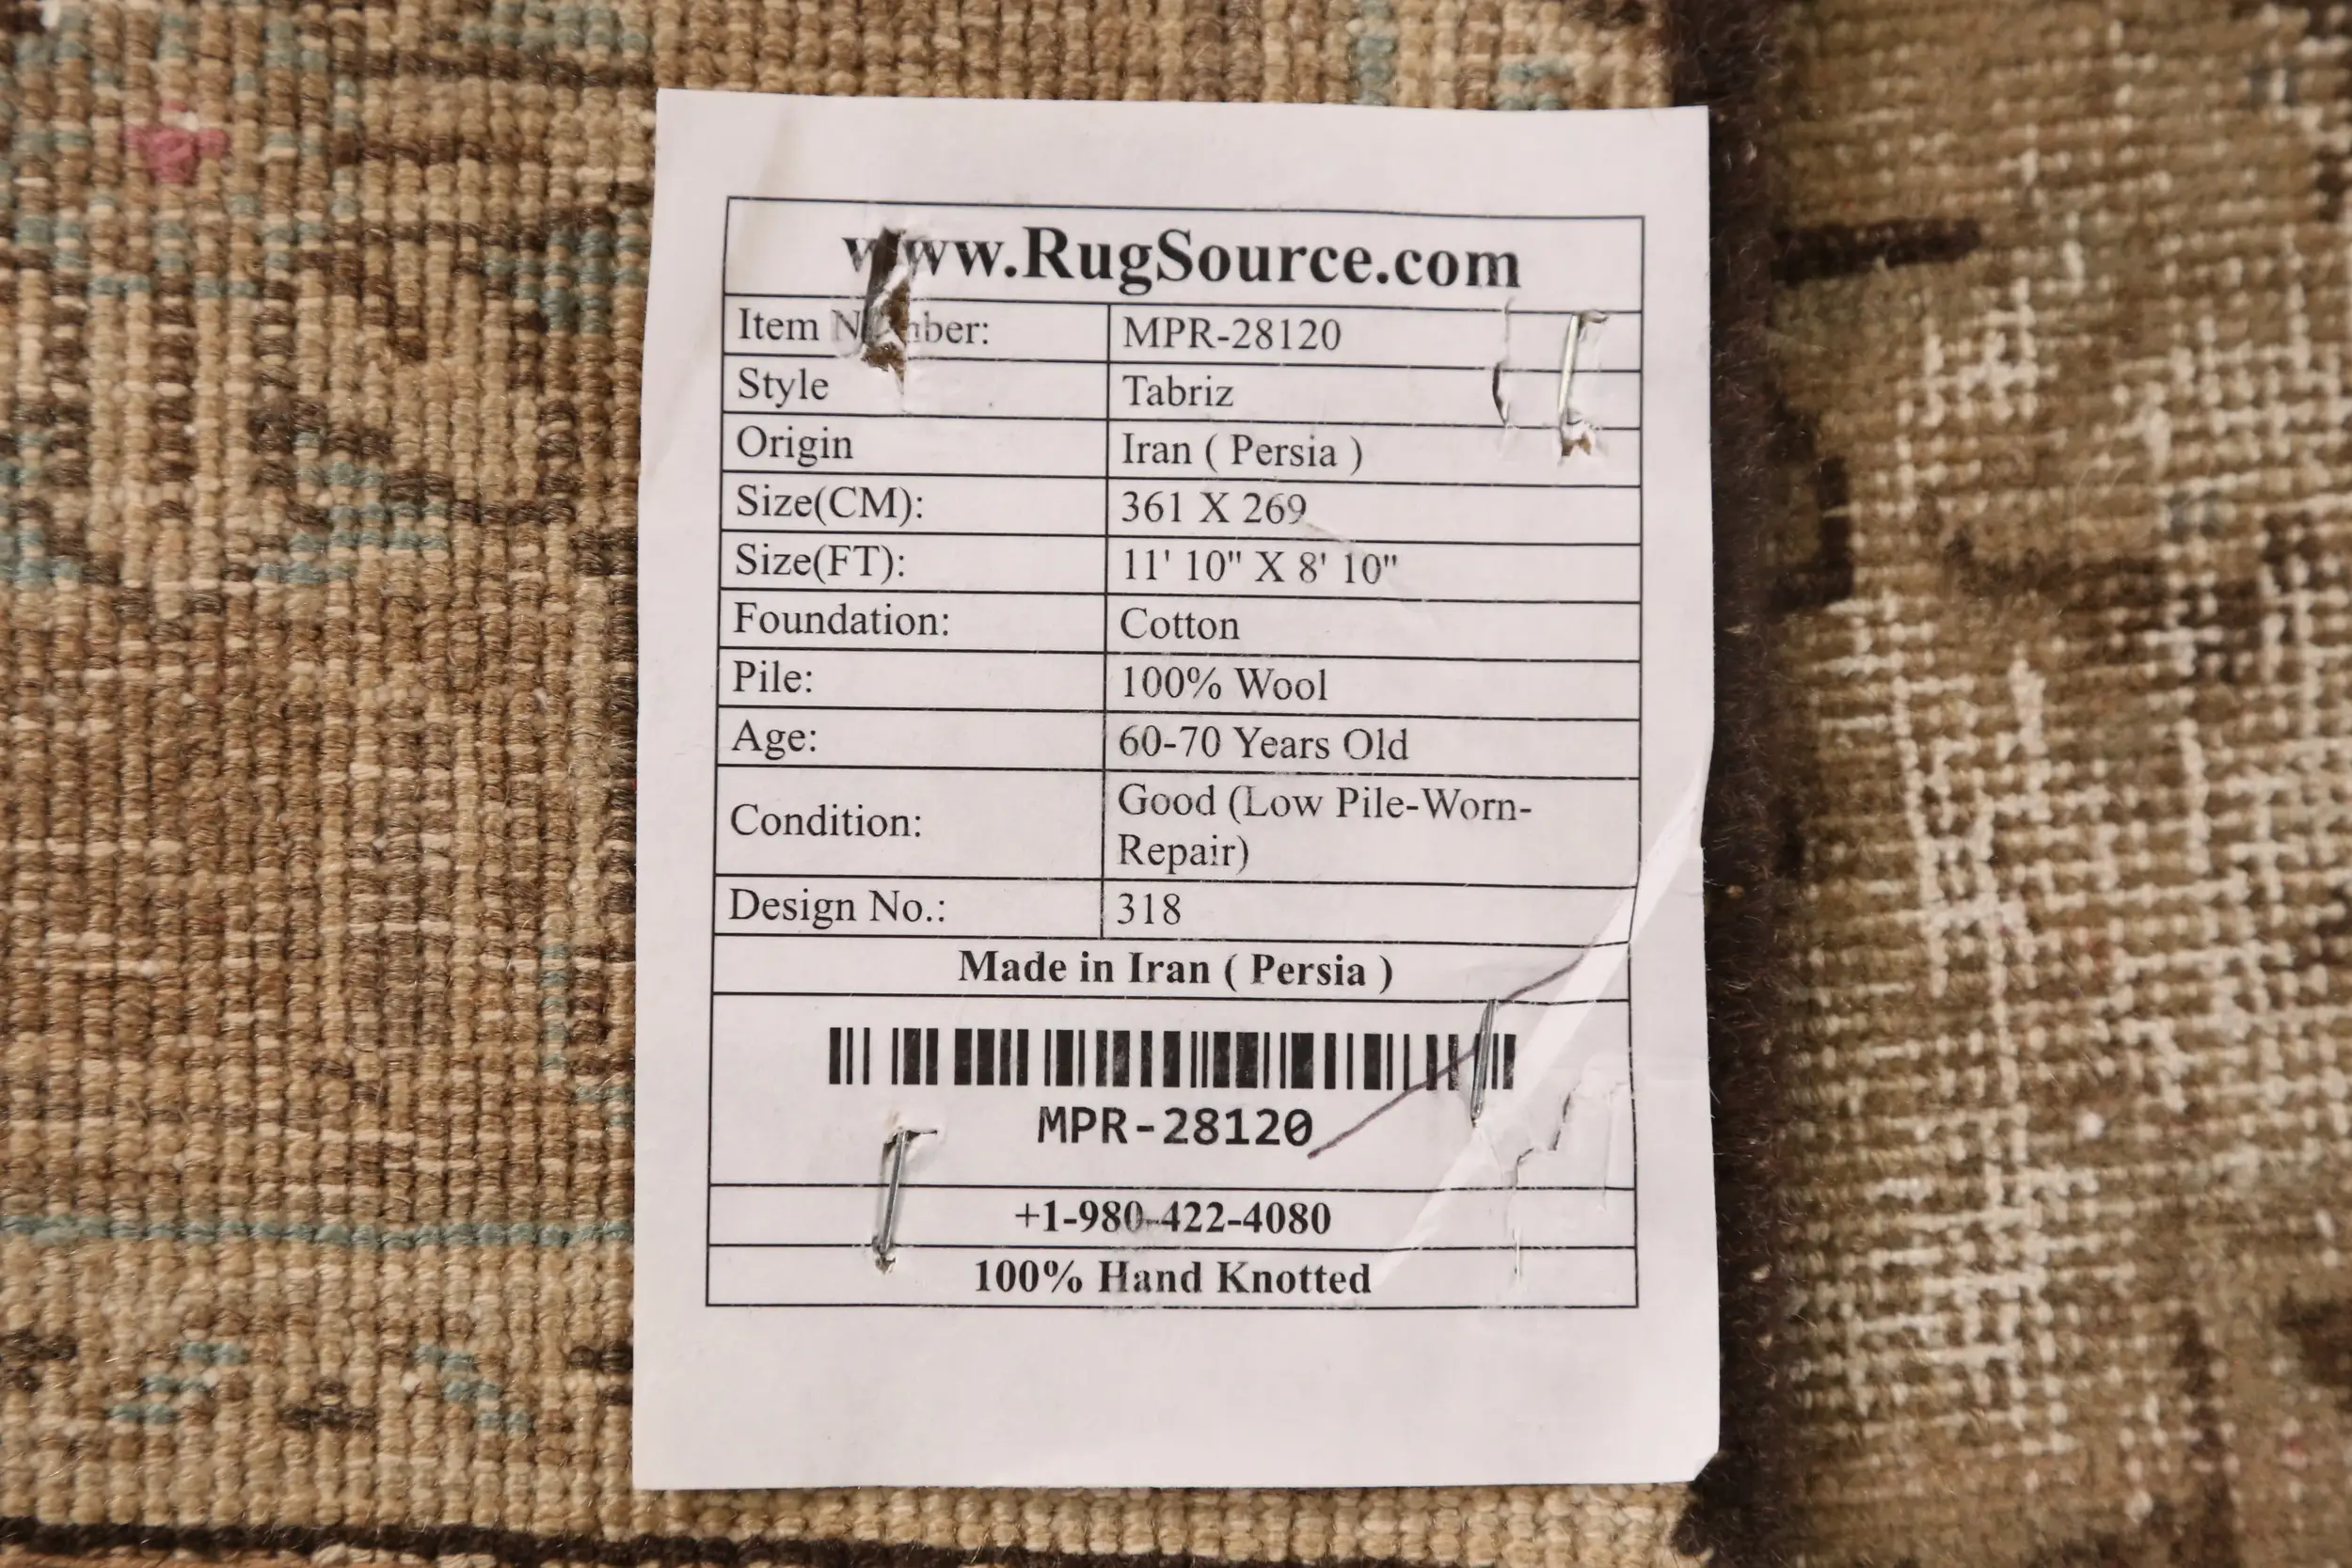 www.RugSource.com
Item Number: MPR-28120
Style Tabriz
Origin Iran ( Persia )
Size(CM): 361 X 269
Size(FT): 11' 10" X 8' 10"
Foundation: Cotton
Pile: 100% Wool
Age: 60-70 Years Old
Condition: Good (Low Pile-Worn-
Repair)
Design No.: 318
Made in Iran ( Persia )
MPR-28120
+1-980-422-4080
100% Hand Knotted